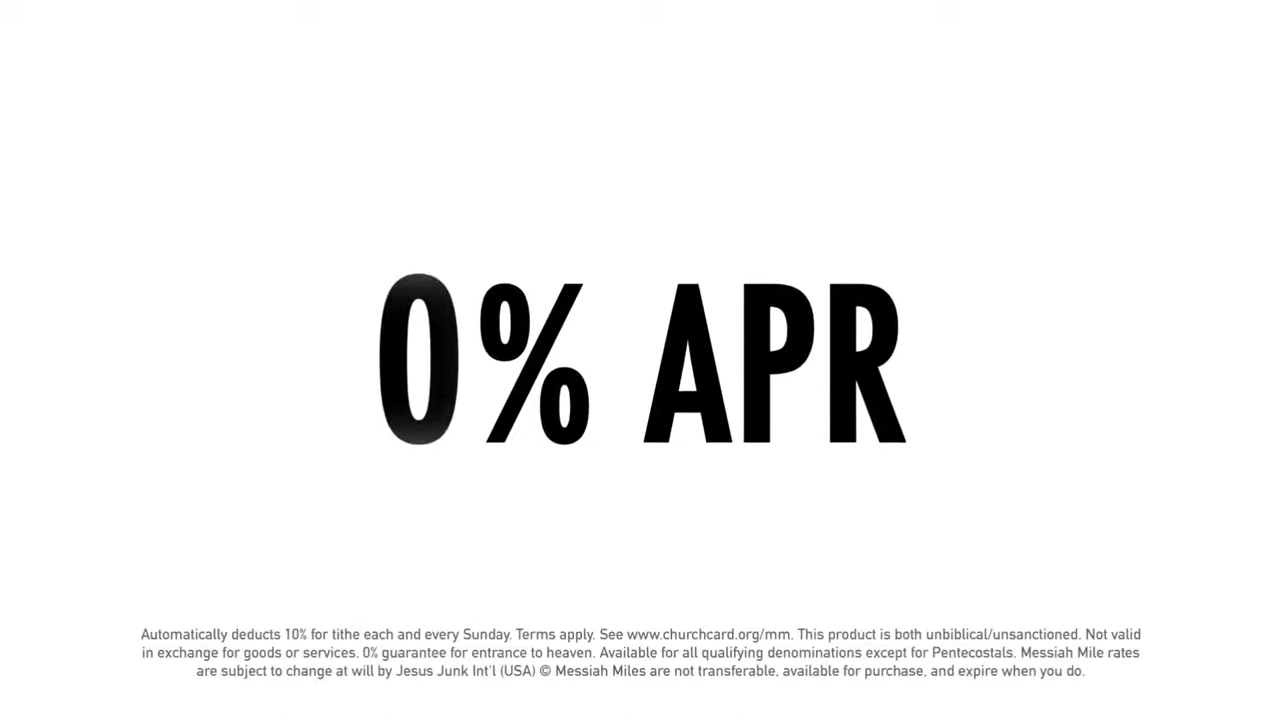 0% APR
Automatically deducts 10% for tithe each and every Sunday. Terms apply. See www.churchcard.org/mm. This product is both unbiblical/unsanctioned. Not valid
in exchange for goods or services. 0% guarantee for entrance to heaven. Available for all qualifying denominations except for Pentecostals. Messiah Mile rates
are subject to change at will by Jesus Junk Int'l (USA) © Messiah Miles are not transferable, available for purchase, and expire when you do.